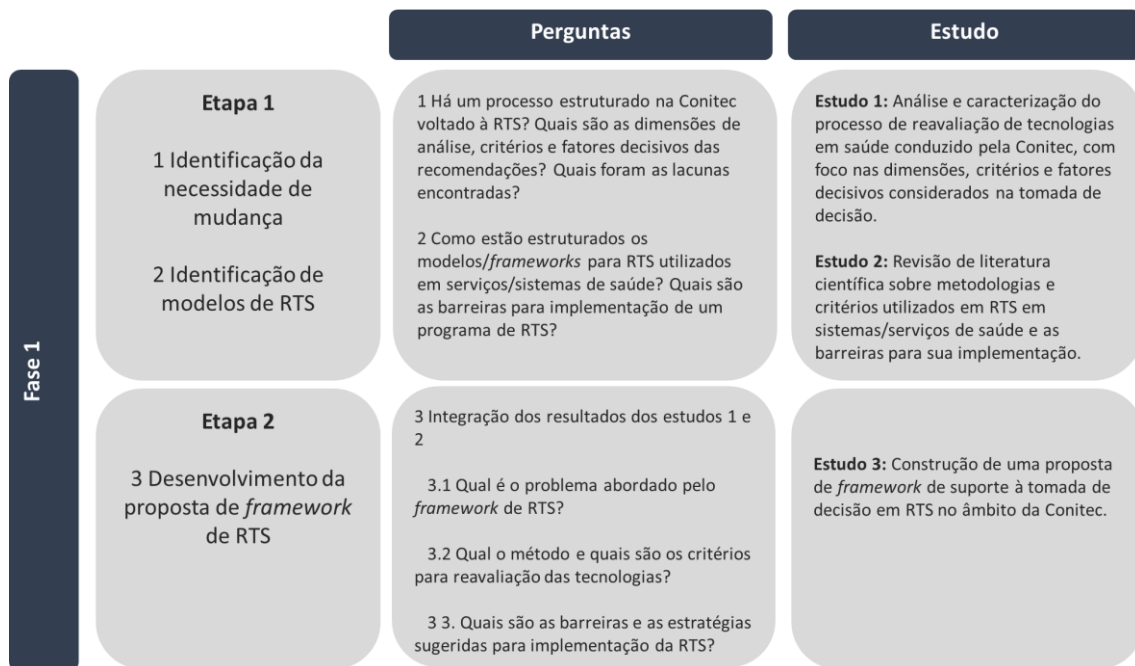 Perguntas
Estudo
Fase 1
Etapa 1
1 Identificação da
necessidade de
mudança
2 Identificação de
modelos de RTS
1 Há um processo estruturado na Conitec
voltado à RTS? Quais são as dimensões de
análise, critérios e fatores decisivos das
recomendações? Quais foram as lacunas
encontradas?
2 Como estão estruturados os
modelos/frameworks para RTS utilizados
em serviços/sistemas de saúde? Quais são
as barreiras para implementação de um
programa de RTS?
Estudo 1: Análise e caracterização do
processo de reavaliação de tecnologias
em saúde conduzido pela Conitec, com
foco nas dimensões, critérios e fatores
decisivos considerados na tomada de
decisão.
Estudo 2: Revisão de literatura
científica sobre metodologias e
critérios utilizados em RTS em
sistemas/serviços de saúde e as
barreiras para sua implementação.
Etapa 2
3 Desenvolvimento da
proposta de framework
de RTS
3 Integração dos resultados dos estudos 1 e
2
3.1 Qual é o problema abordado pelo
framework de RTS?
3.2 Qual o método e quais são os critérios
para reavaliação das tecnologias?
3 3. Quais são as barreiras e as estratégias
sugeridas para implementação da RTS?
Estudo 3: Construção de uma proposta
de framework de suporte à tomada de
decisão em RTS no âmbito da Conitec.